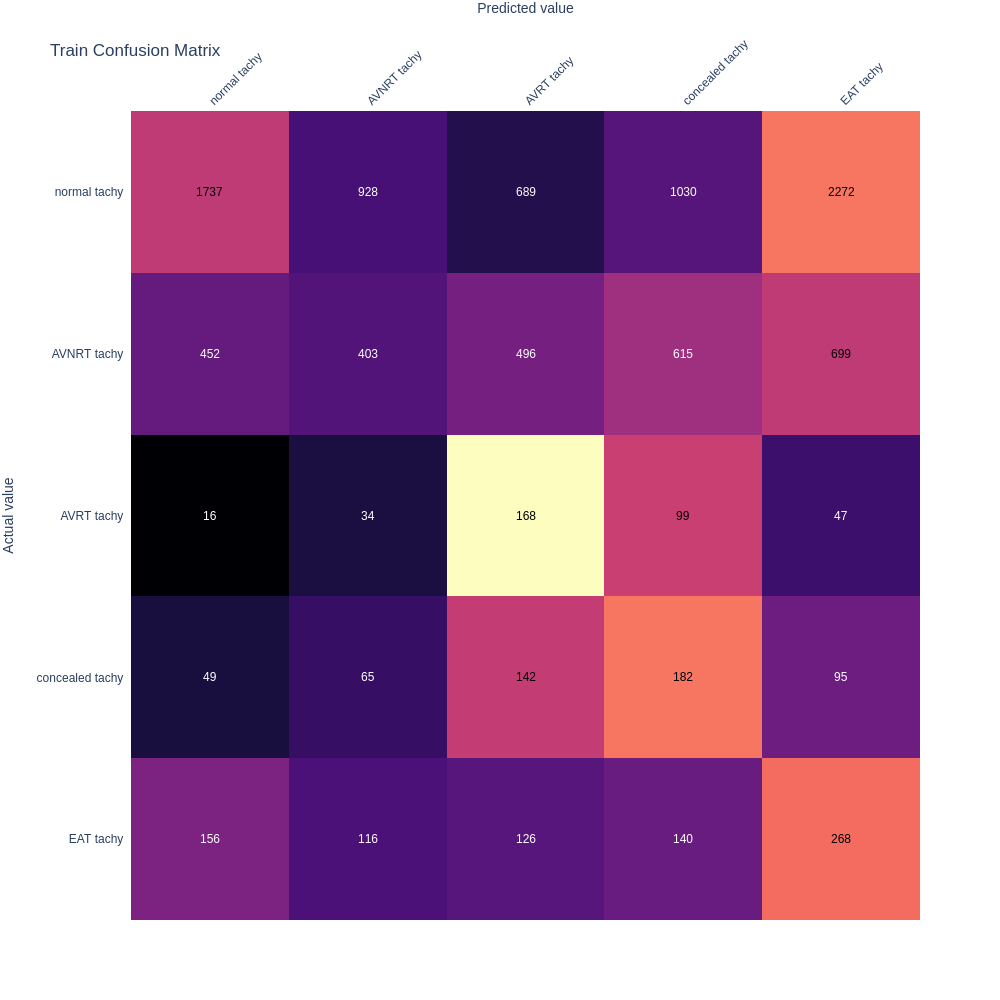 Predicted value
Train Confusion Matrix
normal tachy
AVNRT tachy
AVRT tachy
concealed tachy
EAT tachy
normal tachy 1737 928 689 1030 2272
AVNRT tachy 452 403 496 615 699
AVRT tachy 16 34 168 99 47
concealed tachy 49 65 142 182 95
EAT tachy 156 116 126 140 268
Actual value